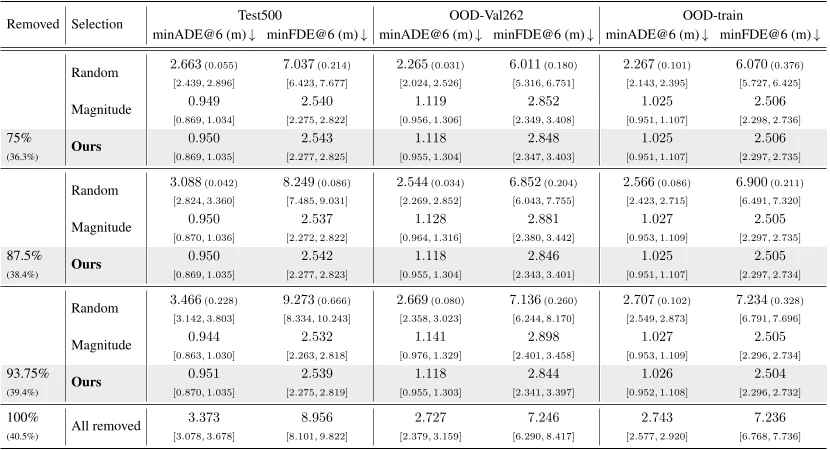 Removed Selection Test500 OOD-Val262 OOD-train
minADE@6 (m)↓ minFDE@6 (m)↓ minADE@6 (m)↓ minFDE@6 (m)↓ minADE@6 (m)↓ minFDE@6 (m)↓
Random 2.663 (0.055) 7.037 (0.214) 2.265 (0.031) 6.011 (0.180) 2.267 (0.101) 6.070 (0.376)
[2.439, 2.896] [6.423, 7.677] [2.024, 2.526] [5.316, 6.751] [2.143, 2.395] [5.727, 6.425]
Magnitude 0.949 2.540 1.119 2.852 1.025 2.506
[0.869, 1.034] [2.275, 2.822] [0.956, 1.306] [2.349, 3.408] [0.951, 1.107] [2.298, 2.736]
75% Ours 0.950 2.543 1.118 2.848 1.025 2.506
(36.3%) [0.869, 1.035] [2.277, 2.825] [0.955, 1.304] [2.347, 3.403] [0.951, 1.107] [2.297, 2.735]
Random 3.088 (0.042) 8.249 (0.086) 2.544 (0.034) 6.852 (0.204) 2.566 (0.086) 6.900 (0.211)
[2.824, 3.360] [7.485, 9.031] [2.269, 2.852] [6.043, 7.755] [2.423, 2.715] [6.491, 7.320]
Magnitude 0.950 2.537 1.128 2.881 1.027 2.505
[0.870, 1.036] [2.272, 2.822] [0.964, 1.316] [2.380, 3.442] [0.953, 1.109] [2.297, 2.735]
87.5% Ours 0.950 2.542 1.118 2.846 1.025 2.505
(38.4%) [0.869, 1.035] [2.277, 2.823] [0.955, 1.304] [2.343, 3.401] [0.951, 1.107] [2.297, 2.734]
Random 3.466 (0.228) 9.273 (0.666) 2.669 (0.080) 7.136 (0.260) 2.707 (0.102) 7.234 (0.328)
[3.142, 3.803] [8.334, 10.243] [2.358, 3.023] [6.244, 8.170] [2.549, 2.873] [6.791, 7.696]
Magnitude 0.944 2.532 1.141 2.898 1.027 2.505
[0.863, 1.030] [2.263, 2.818] [0.976, 1.329] [2.401, 3.458] [0.953, 1.109] [2.296, 2.734]
93.75% Ours 0.951 2.539 1.118 2.844 1.026 2.504
(39.4%) [0.870, 1.035] [2.275, 2.819] [0.955, 1.303] [2.341, 3.397] [0.952, 1.108] [2.296, 2.732]
100% All removed 3.373 8.956 2.727 7.246 2.743 7.236
(40.5%) [3.078, 3.678] [8.101, 9.822] [2.379, 3.159] [6.290, 8.417] [2.577, 2.920] [6.768, 7.736]